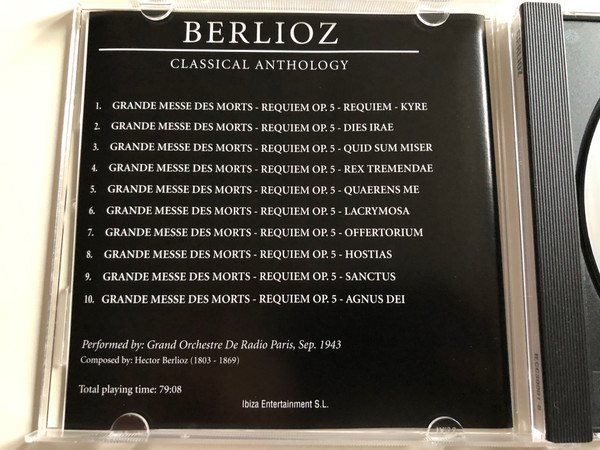 BERLIOZ
CLASSICAL ANTHOLOGY
1. GRANDE MESSE DES MORTS - REQUIEM OP. 5 - REQUIEM - KYRE
2. GRANDE MESSE DES MORTS - REQUIEM OP. 5 - DIES IRAE
3. GRANDE MESSE DES MORTS - REQUIEM OP. 5 - QUID SUM MISER
4. GRANDE MESSE DES MORTS - REQUIEM OP. 5 - REX TREMENDAE
5. GRANDE MESSE DES MORTS - REQUIEM OP. 5 - QUAERENS ME
6. GRANDE MESSE DES MORTS - REQUIEM OP. 5 - LACRYMOSA
7. GRANDE MESSE DES MORTS - REQUIEM OP. 5 - OFFERTORIUM
8. GRANDE MESSE DES MORTS - REQUIEM OP. 5 - HOSTIAS
9. GRANDE MESSE DES MORTS - REQUIEM OP. 5 - SANCTUS
10. GRANDE MESSE DES MORTS - REQUIEM OP. 5 - AGNUS DEI
Performed by: Grand Orchestre De Radio Paris, Sep. 1943
Composed by: Hector Berlioz (1803 - 1869)
Total playing time: 79:08
Ibiza Entertainment S.L.